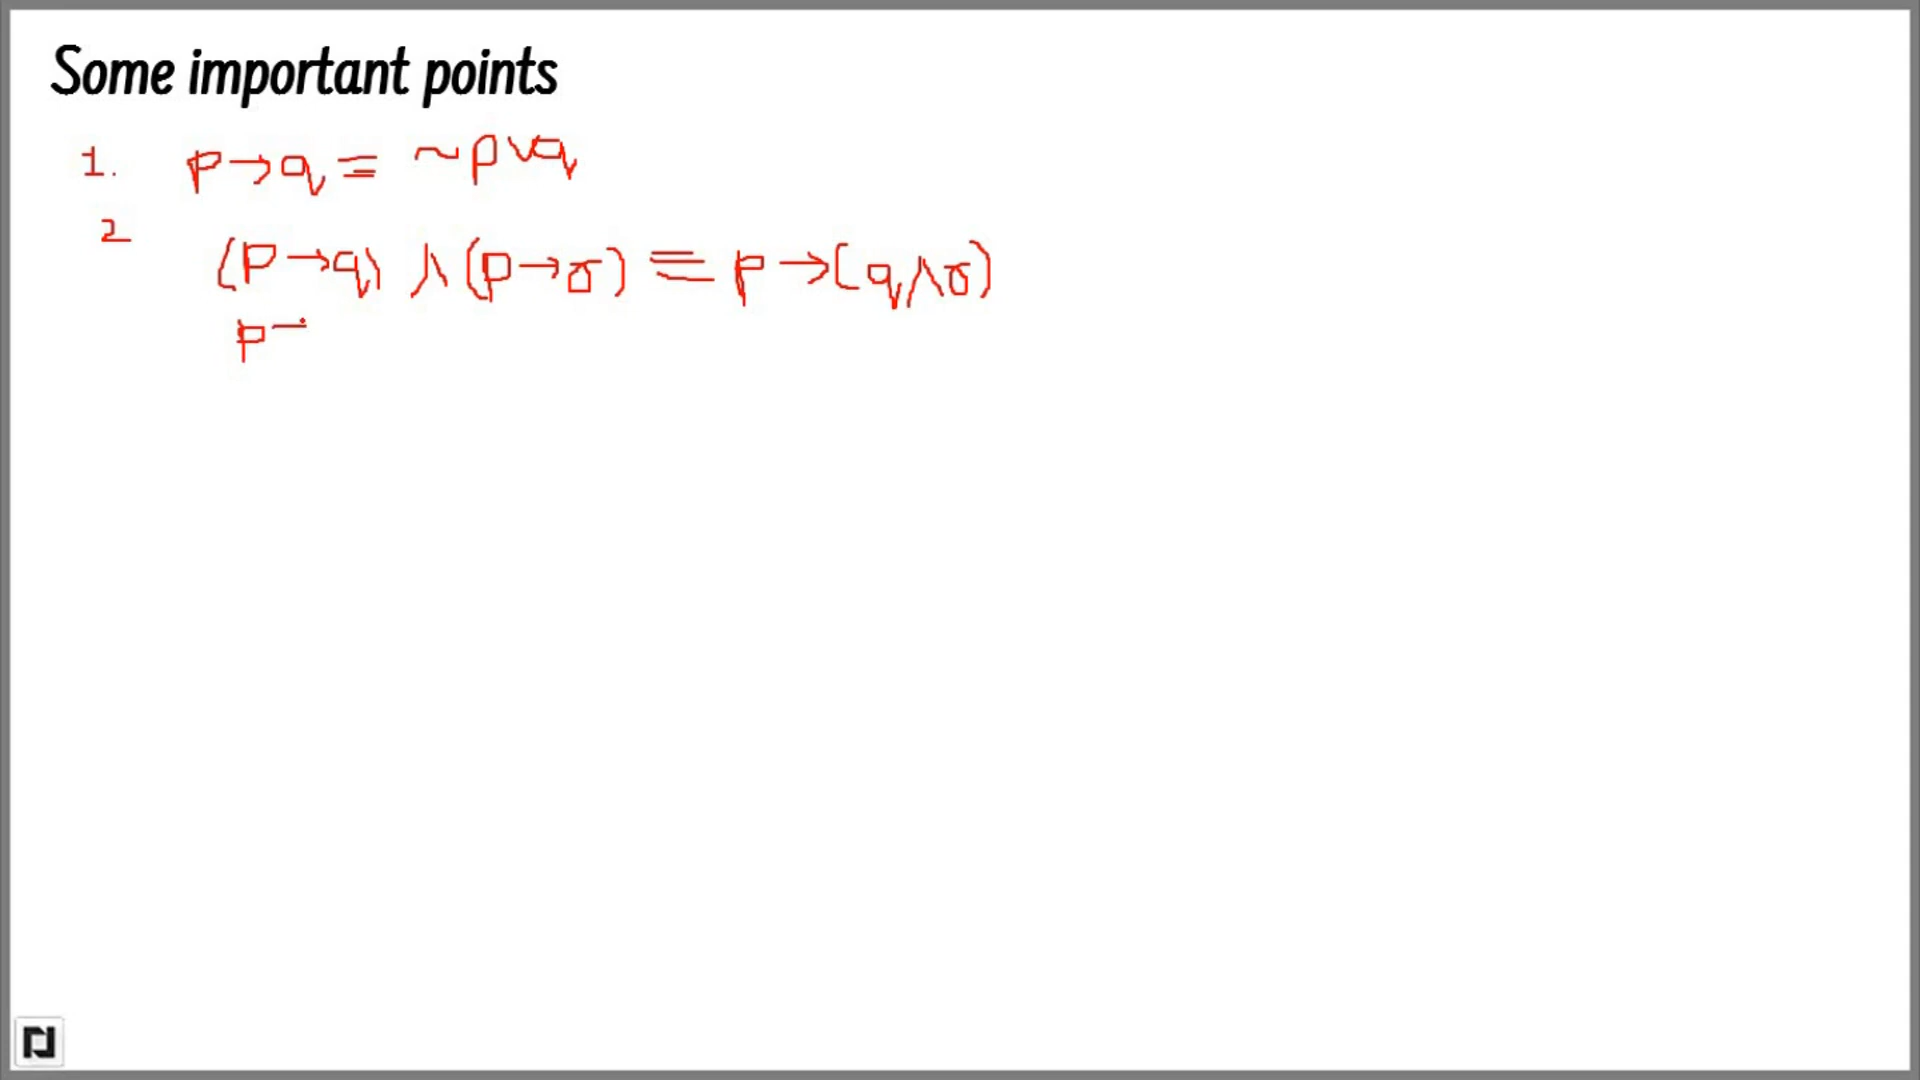 Some important points
1. p→q ≡ ~p∨q
2
(p→q) ∧ (p→r) ≡ p→(q∧r)
p–